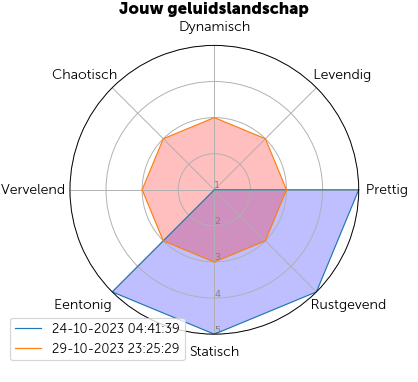 Jouw geluidslandschap
Dynamisch
Chaotisch
Levendig
Vervelend
Prettig
1
2
3
4
5
Eentonig
Rustgevend
Statisch
24-10-2023 04:41:39
29-10-2023 23:25:29